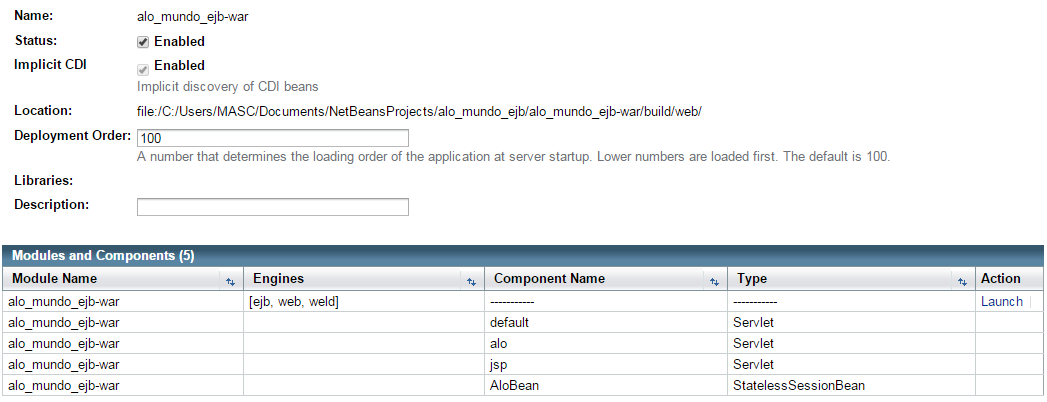 Name: alo_mundo_ejb-war
Status: Enabled
Implicit CDI Enabled
Implicit discovery of CDI beans
Location: file:/C:/Users/MASC/Documents/NetBeansProjects/alo_mundo_ejb/alo_mundo_ejb-war/build/web/
Deployment Order: 100
A number that determines the loading order of the application at server startup. Lower numbers are loaded first. The default is 100.
Libraries:
Description:
Modules and Components (5)
Module Name Engines Component Name Type Action
alo_mundo_ejb-war [ejb, web, weld] ----------- ----------- Launch
alo_mundo_ejb-war default Servlet
alo_mundo_ejb-war alo Servlet
alo_mundo_ejb-war jsp Servlet
alo_mundo_ejb-war AloBean StatelessSessionBean